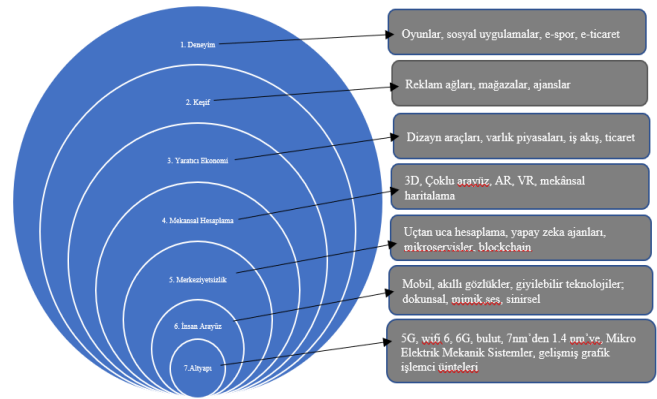 1. Deneyim
Oyunlar, sosyal uygulamalar, e-spor, e-ticaret
2. Keşif
Reklam ağları, mağazalar, ajanslar
3. Yaratıcı Ekonomi
Dizayn araçları, varlık piyasaları, iş akış, ticaret
4. Mekansal Hesaplama
3D, Çoklu aravüz, AR, VR, mekânsal
haritalama
5. Merkeziyetsizlik
Uçtan uca hesaplama, yapay zeka ajanları,
mikroservisler, blockchain
6. İnsan Arayüz
Mobil, akıllı gözlükler, giyilebilir teknolojiler;
dokunsal, mimik ses, sinirsel
7.Altyapı
5G, wifi 6, 6G, bulut, 7nm’den 1.4 nm’ye, Mikro
Elektrik Mekanik Sistemler, gelişmiş grafik
işlemci üinteleri